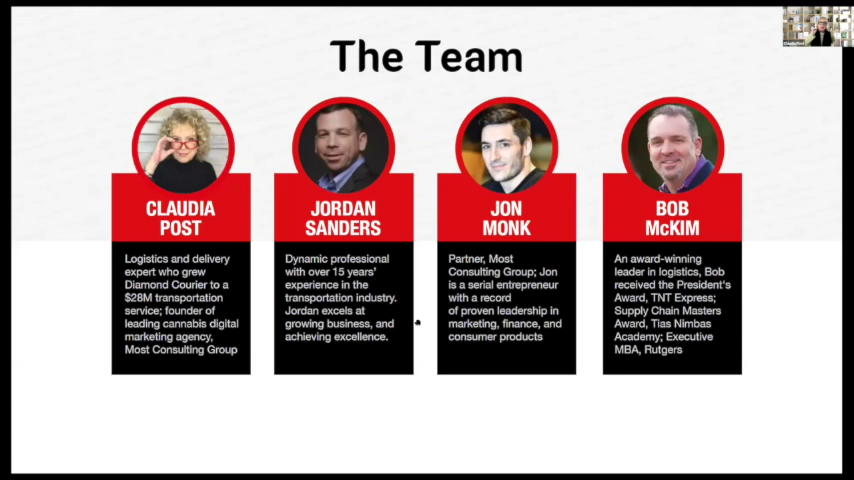 The Team
CLAUDIA
POST
Logistics and delivery
expert who grew
Diamond Courier to a
$28M transportation
service; founder of
leading cannabis digital
marketing agency,
Most Consulting Group
JORDAN
SANDERS
Dynamic professional
with over 15 years'
experience in the
transportation industry.
Jordan excels at
growing business, and
achieving excellence.
JON
MONK
Partner, Most
Consulting Group; Jon
is a serial entrepreneur
with a record
of proven leadership in
marketing, finance, and
consumer products
BOB
McKIM
An award-winning
leader in logistics, Bob
received the President's
Award, TNT Express;
Supply Chain Masters
Award, Tias Nimbas
Academy; Executive
MBA, Rutgers